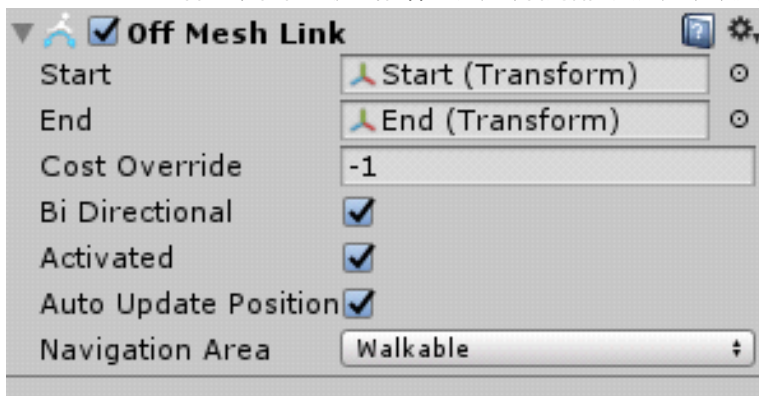 Off Mesh Link
Start Start (Transform)
End End (Transform)
Cost Override -1
Bi Directional
Activated
Auto Update Position
Navigation Area Walkable